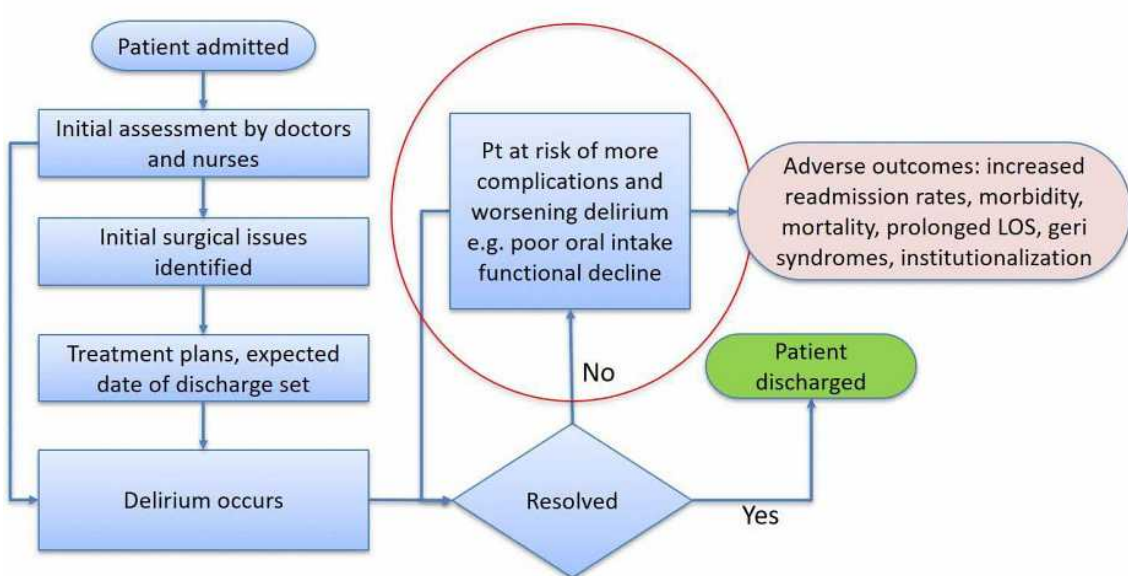 Patient admitted
Initial assessment by doctors
and nurses
Initial surgical issues
identified
Treatment plans, expected
date of discharge set
Delirium occurs
Pt at risk of more
complications and
worsening delirium
e.g. poor oral intake
functional decline
No
Resolved
Yes
Adverse outcomes: increased
readmission rates, morbidity,
mortality, prolonged LOS, geri
syndromes, institutionalization
Patient
discharged